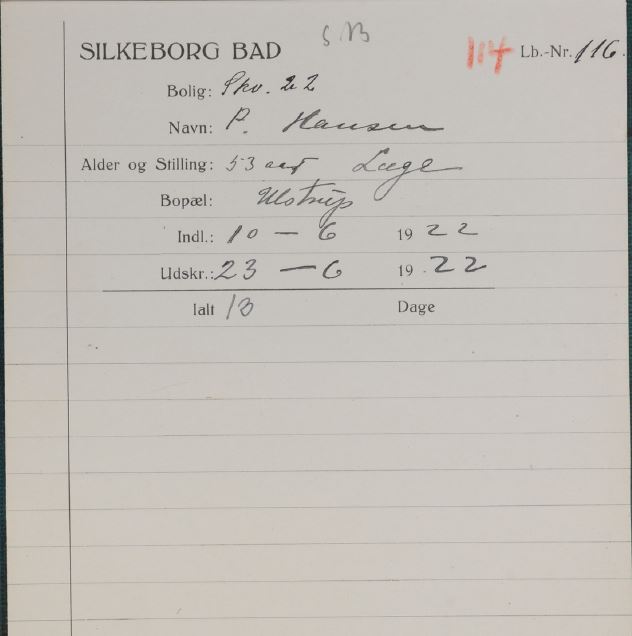 S B
SILKEBORG BAD 114 Lb.-Nr. 116.
Bolig: Skv. 22
Navn: P. Hansen
Alder og Stilling: 53 aar Læge
Bopæl: Ulstrup
Indl.: 10 – 6 1922
Udskr.: 23 – 6 1922
Ialt 13 Dage